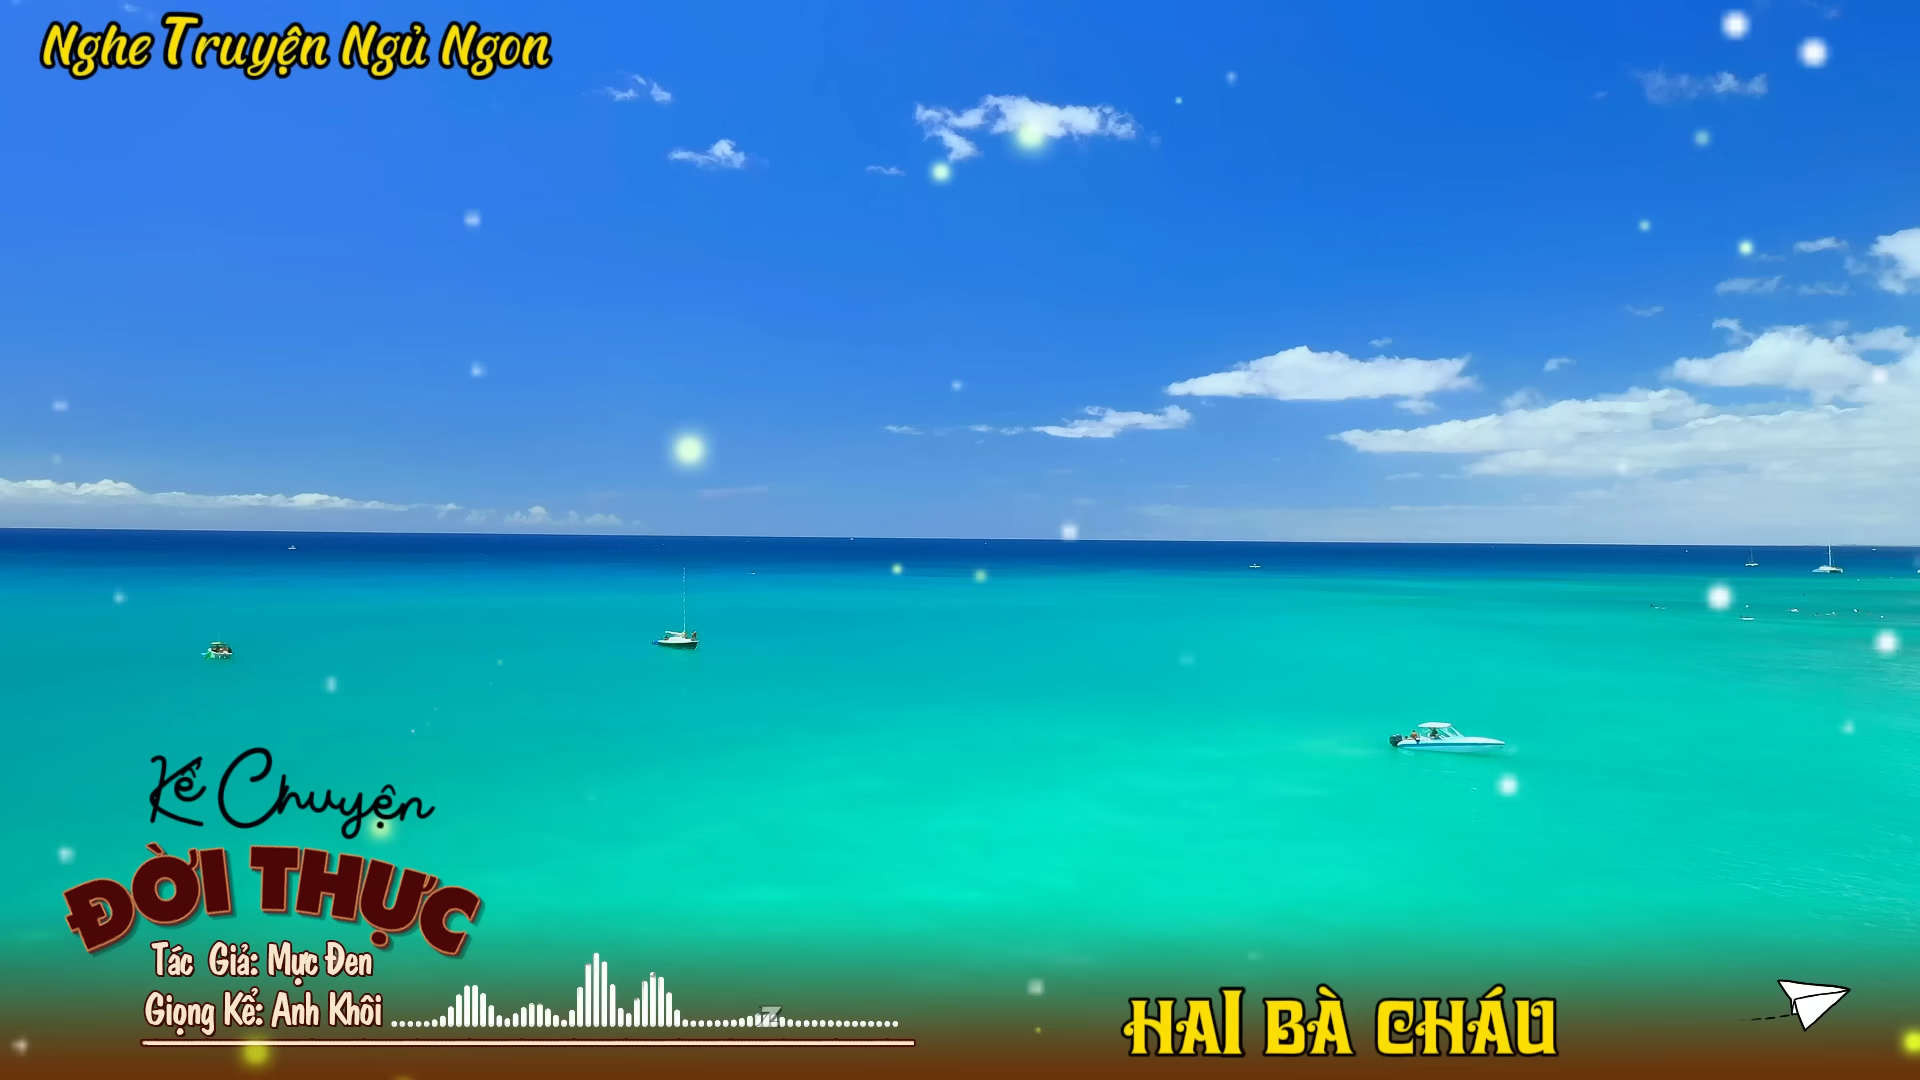 Nghe Truyện Ngủ Ngon
Kể Chuyện
ĐỜI THỰC
Tác Giả: Mực Đen
Giọng Kể: Anh Khôi
HAI BÀ CHÁU